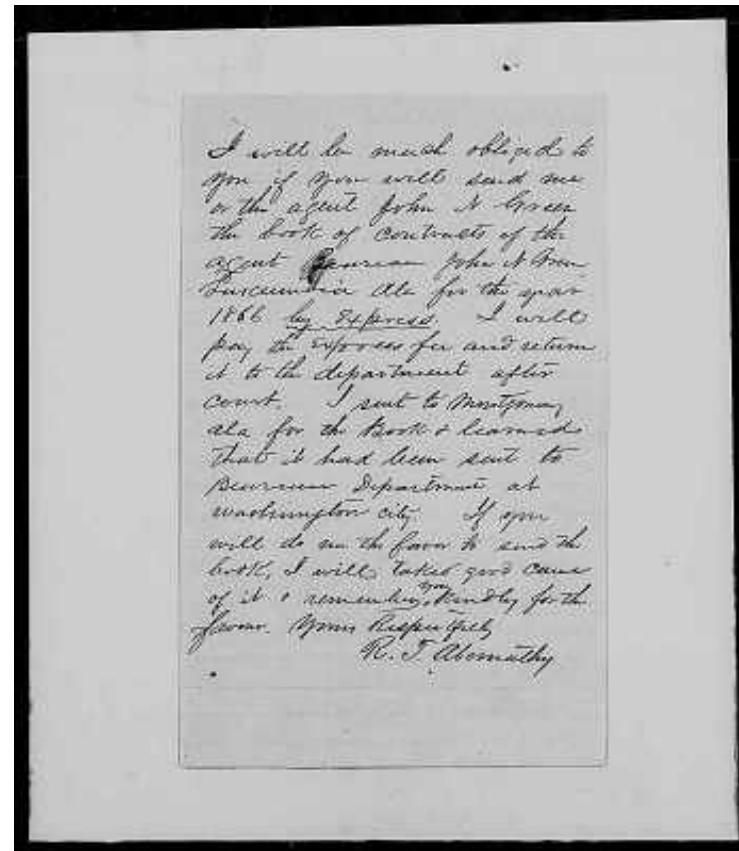 I will be much obliged to
you if you will send me
or the agent John N Green
the book of contracts of the
agent Beaureau John N Green
Tuscumbia Ala for the year
1866 by Express. I will
pay the express fee and return
it to the department after
court. I sent to Montgomery
Ala for the Book & learned
that it had been sent to
Beaureau Department at
Washington city. If you
will do me the favor to send the
book, I will take good care
of it & remember you kindly for the
favour. Yours Respectfully
R. T. Abernathy